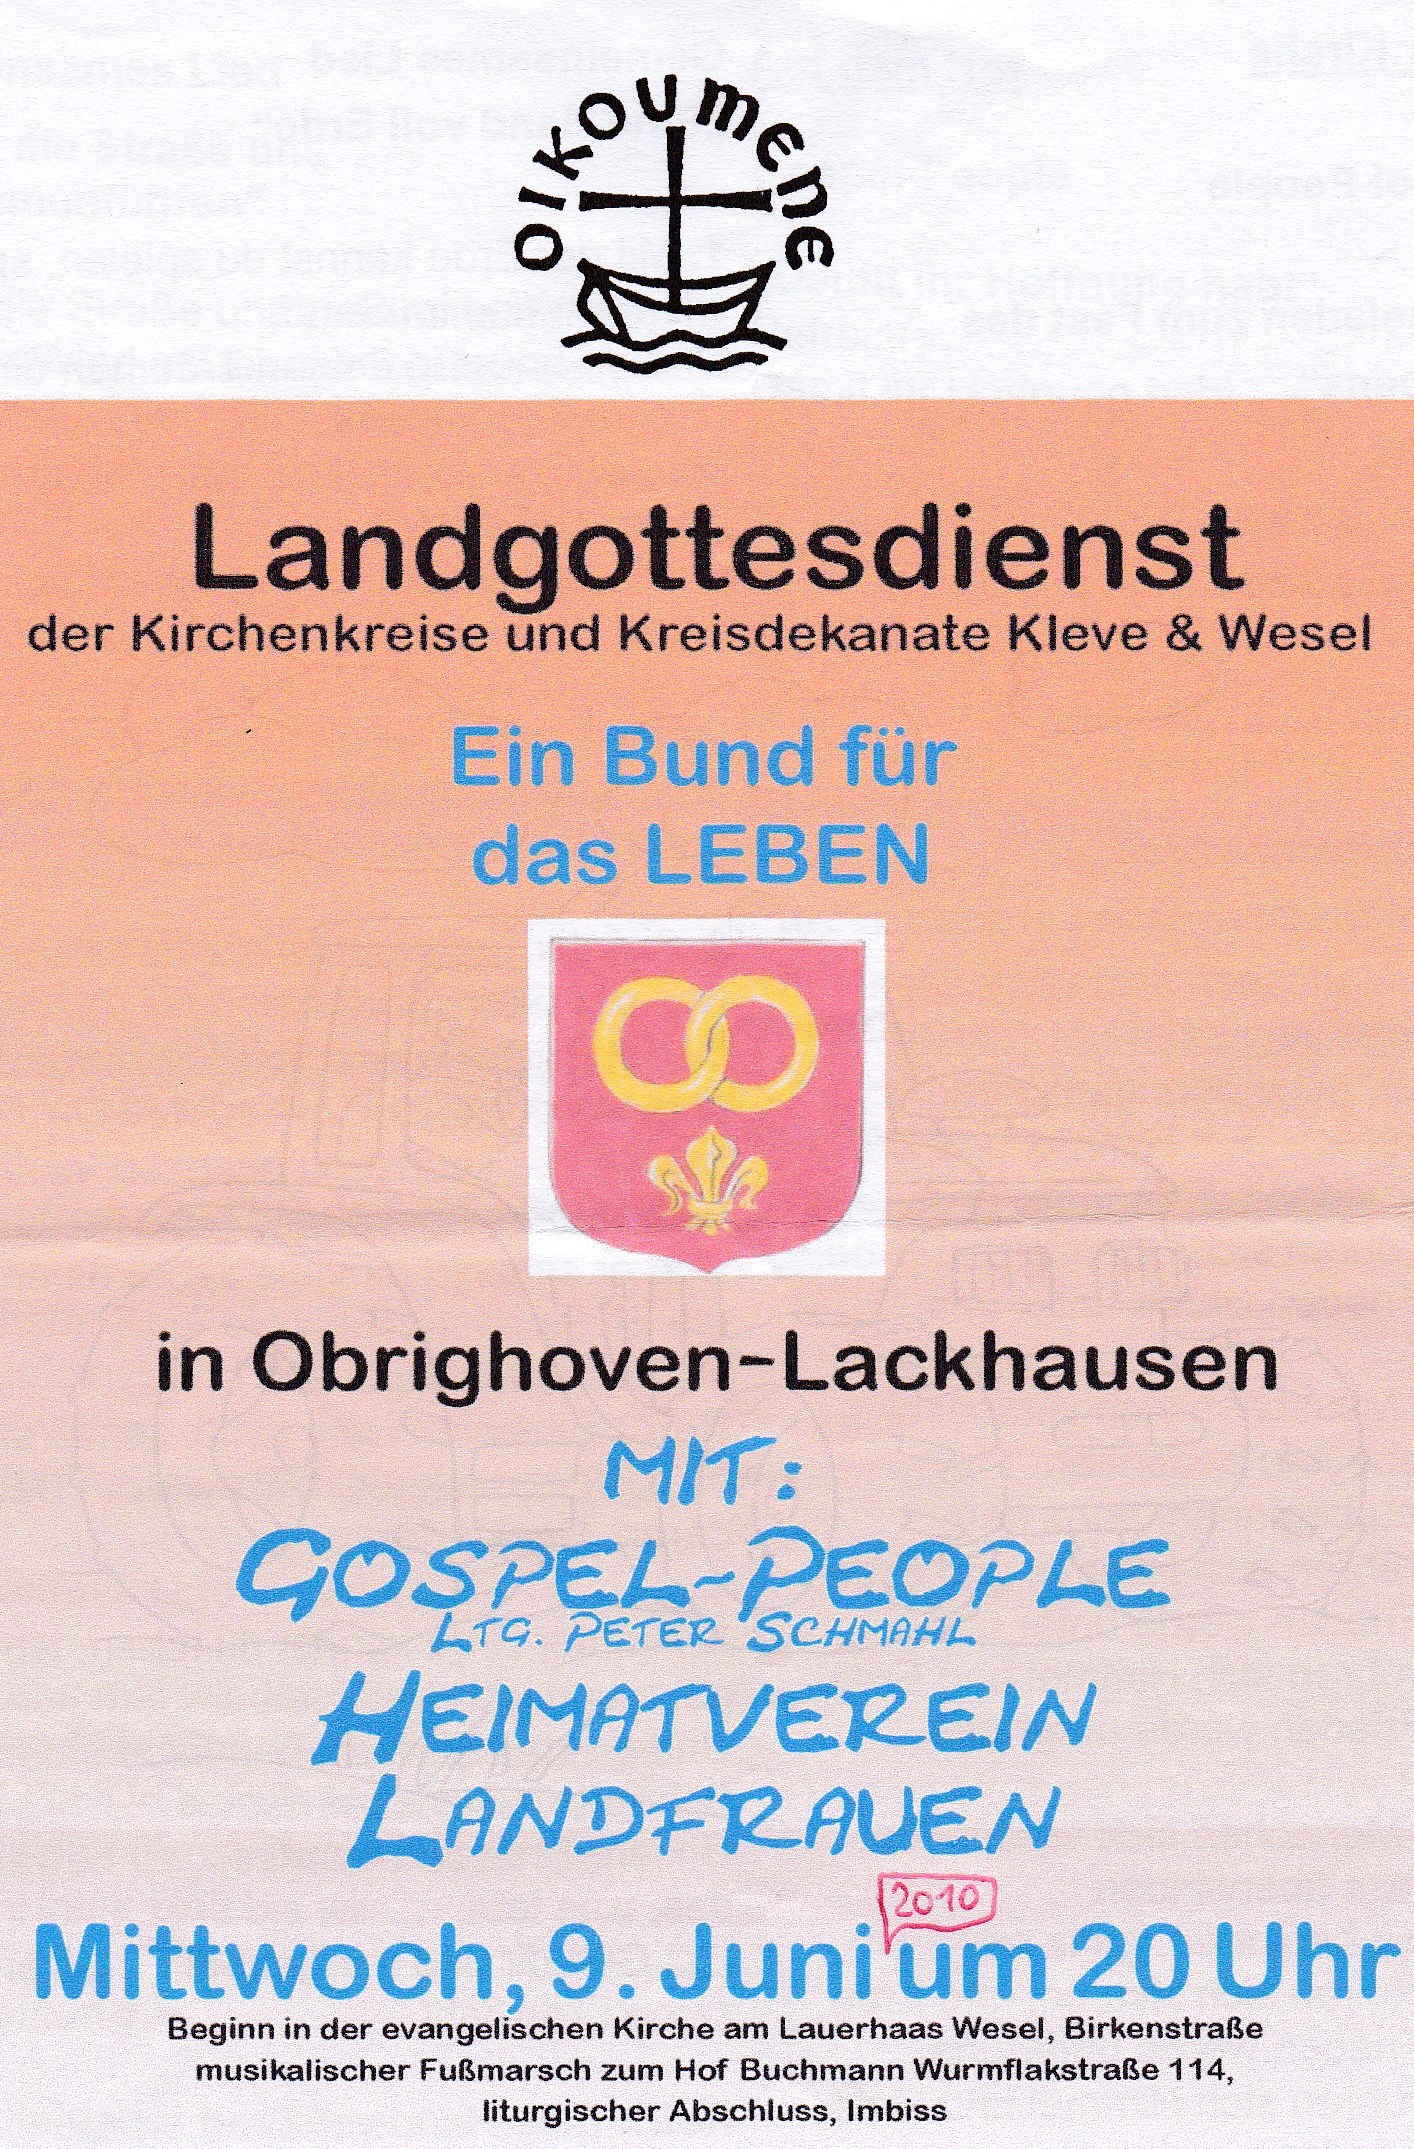 OIKOUMENE
Landgottesdienst
der Kirchenkreise und Kreisdekanate Kleve & Wesel
Ein Bund für
das LEBEN
in Obrighoven-Lackhausen
MIT:
GOSPEL-PEOPLE
LTG. PETER SCHMAHL
HEIMATVEREIN
LANDFRAUEN
2010
Mittwoch, 9. Juni um 20 Uhr
Beginn in der evangelischen Kirche am Lauerhaas Wesel, Birkenstraße
musikalischer Fußmarsch zum Hof Buchmann Wurmflakstraße 114,
liturgischer Abschluss, Imbiss